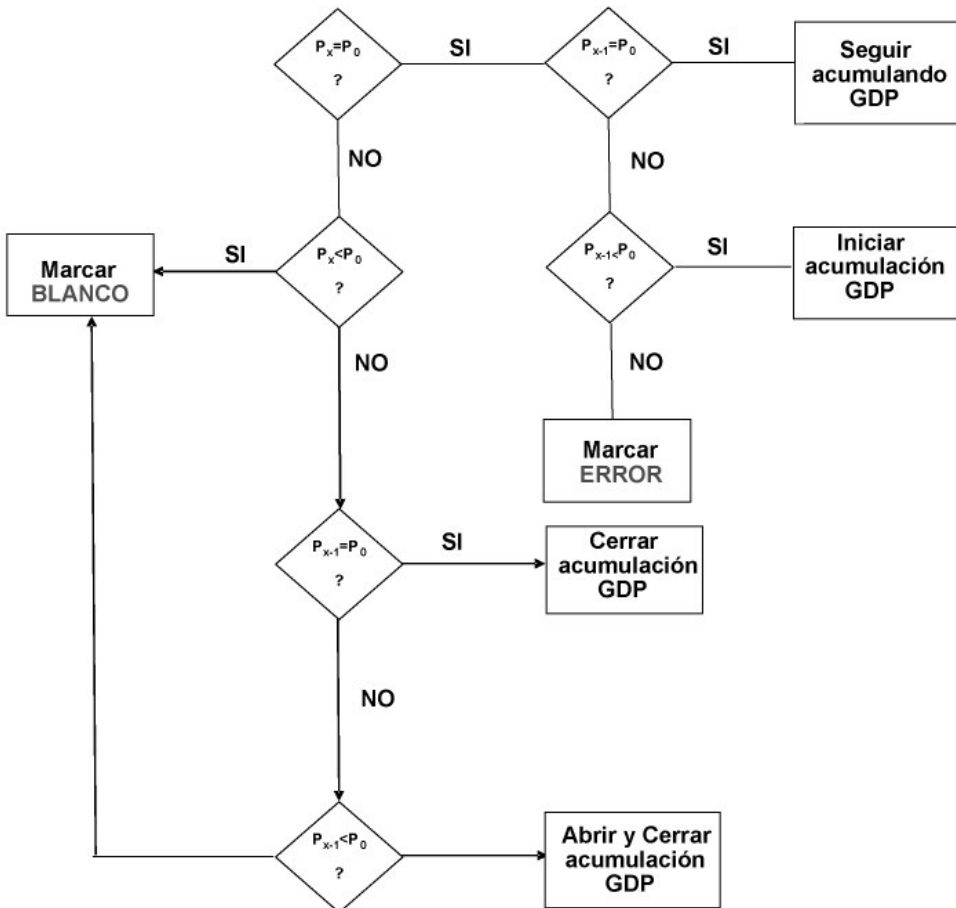 Pₓ=P₀
?
SI
Pₓ₋₁=P₀
?
SI
Seguir
acumulando
GDP
NO
NO
Pₓ<P₀
?
SI
Marcar
BLANCO
Pₓ₋₁<P₀
?
SI
Iniciar
acumulación
GDP
NO
NO
Marcar
ERROR
Pₓ₋₁=P₀
?
SI
Cerrar
acumulación
GDP
NO
Pₓ₋₁<P₀
?
Abrir y Cerrar
acumulación
GDP